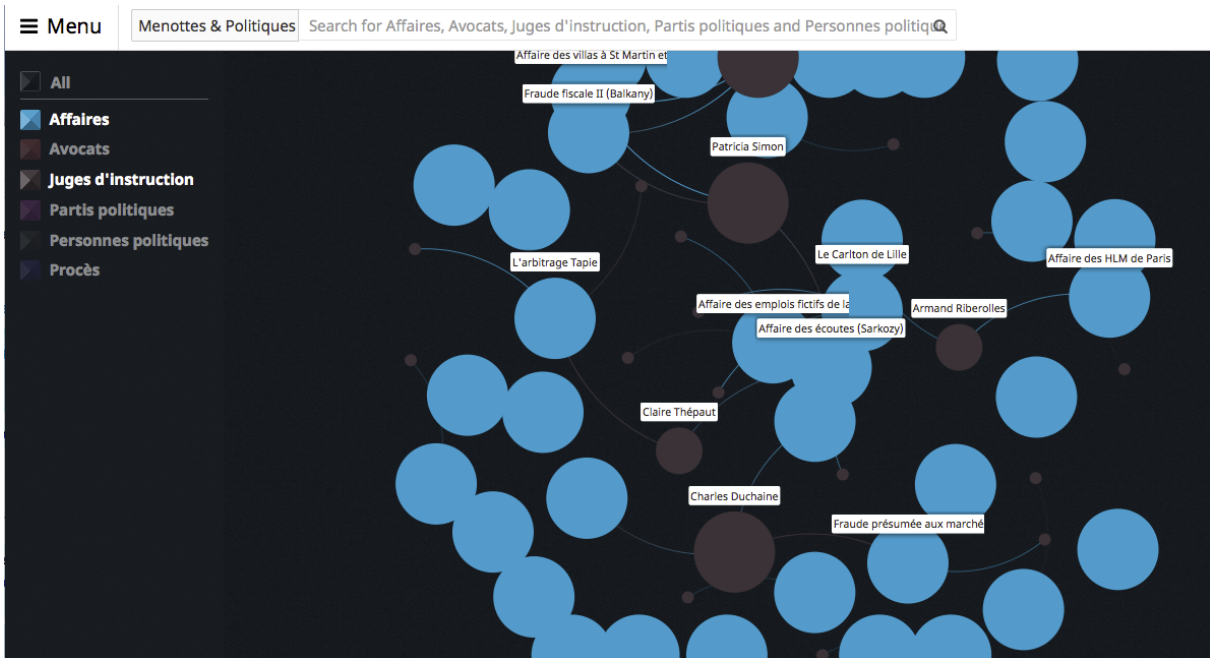 Menu
Menottes & Politiques
Search for Affaires, Avocats, Juges d'instruction, Partis politiques and Personnes politiqu
All
Affaires
Avocats
Juges d'instruction
Partis politiques
Personnes politiques
Procès
Affaire des villas à St Martin et
Fraude fiscale II (Balkany)
Patricia Simon
Le Carlton de Lille
Affaire des HLM de Paris
L'arbitrage Tapie
Affaire des emplois fictifs de la
Armand Riberolles
Affaire des écoutes (Sarkozy)
Claire Thépaut
Charles Duchaine
Fraude présumée aux marché